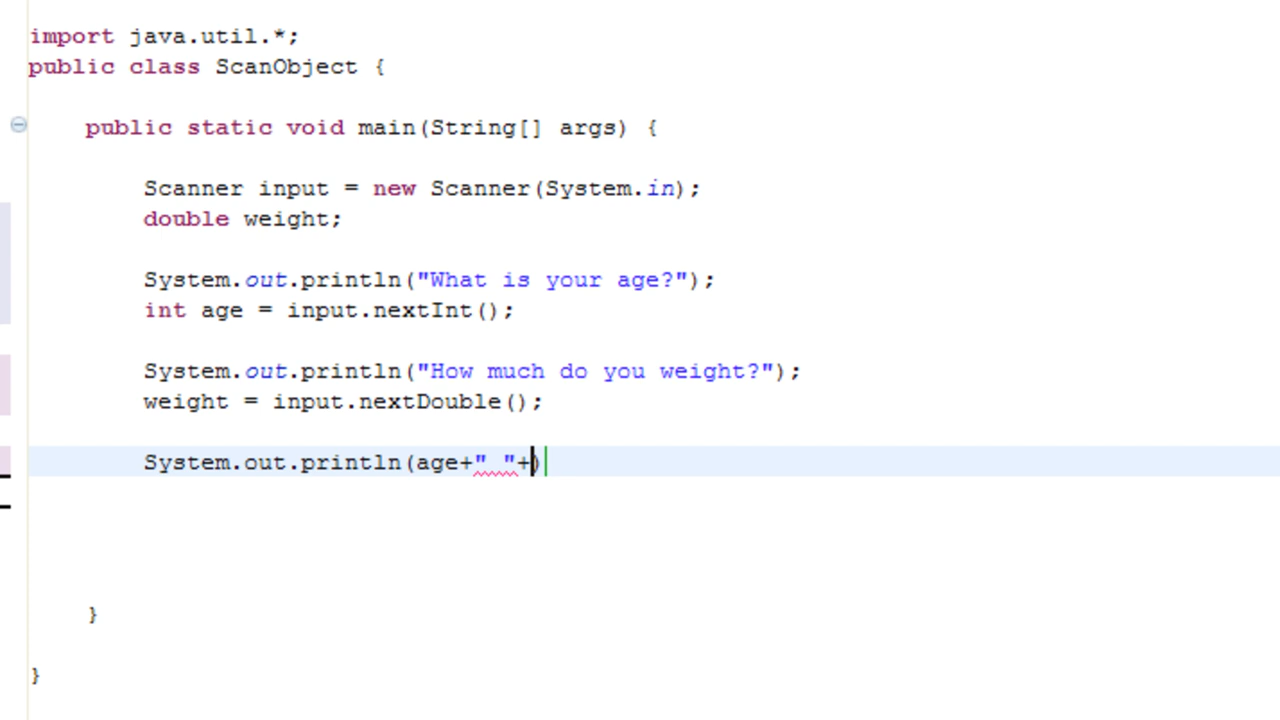 import java.util.*;
public class ScanObject {
public static void main(String[] args) {
Scanner input = new Scanner(System.in);
double weight;
System.out.println("What is your age?");
int age = input.nextInt();
System.out.println("How much do you weight?");
weight = input.nextDouble();
System.out.println(age+" "+)
}
}